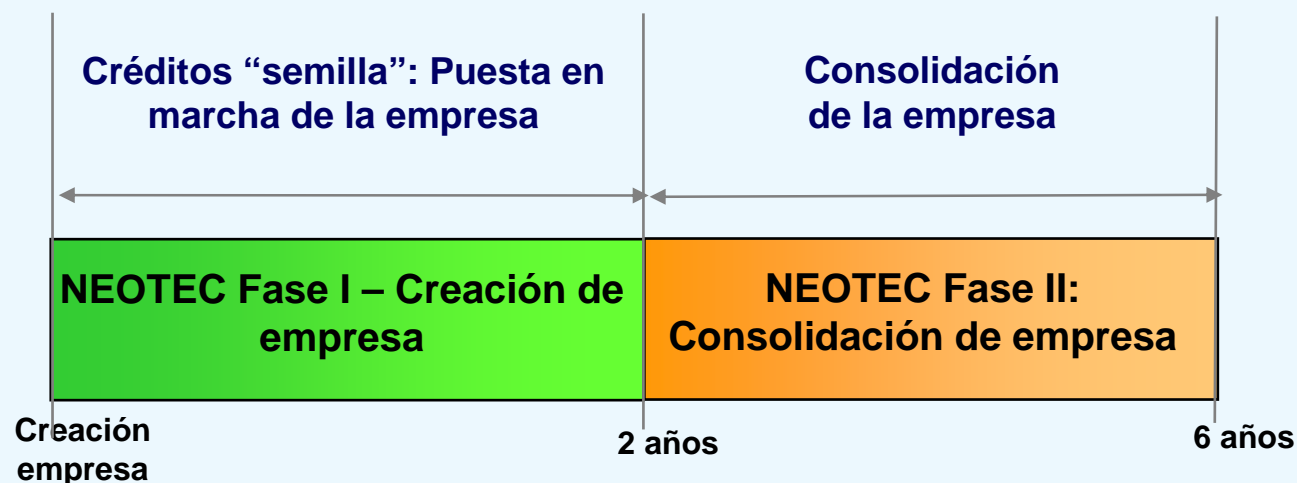 Créditos “semilla”: Puesta en
marcha de la empresa
Consolidación
de la empresa
NEOTEC Fase I – Creación de
empresa
NEOTEC Fase II:
Consolidación de empresa
Creación
empresa
2 años
6 años